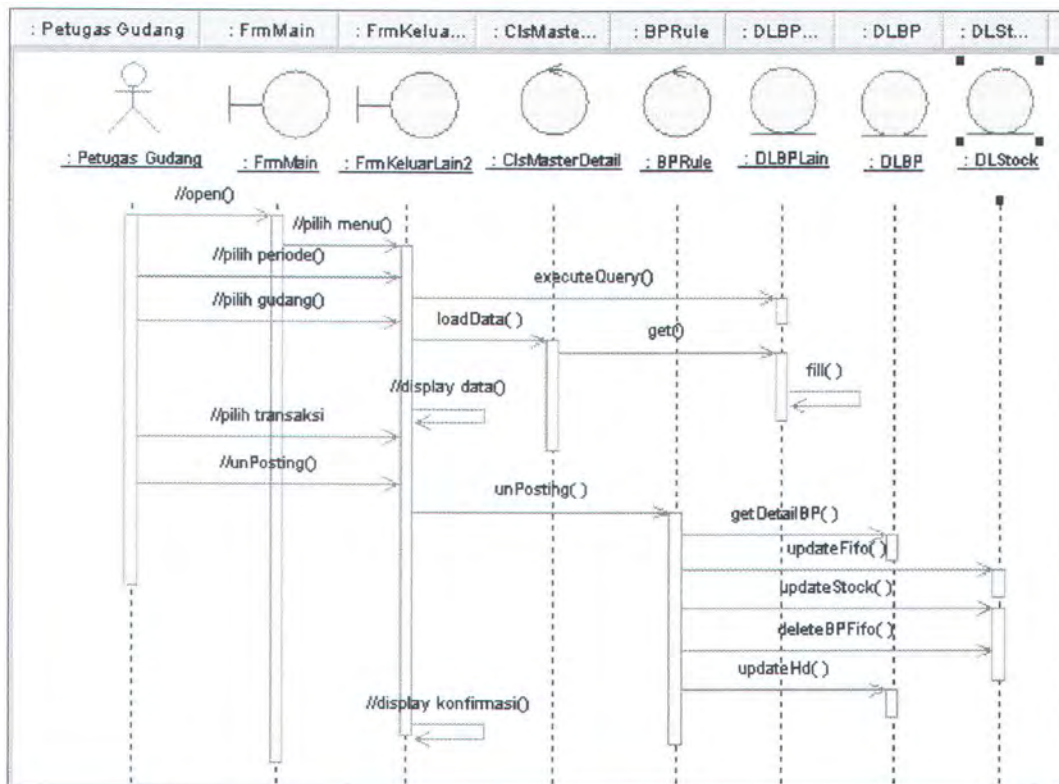 : Petugas Gudang : FrmMain : FrmKelua... : ClsMaste... : BPRule : DLBP... : DLBP : DLSt...
: Petugas Gudang : FrmMain : FrmKeluarLain2 : ClsMasterDetail : BPRule : DLBPLain : DLBP : DLStock
//open()
//pilih menu()
//pilih periode()
executeQuery()
//pilih gudang()
loadData( )
get()
fill( )
//display data()
//pilih transaksi
//unPosting()
unPosting( )
getDetailBP( )
updateFifo( )
updateStock( )
deleteBPFifo( )
updateHd( )
//display konfirmasi()